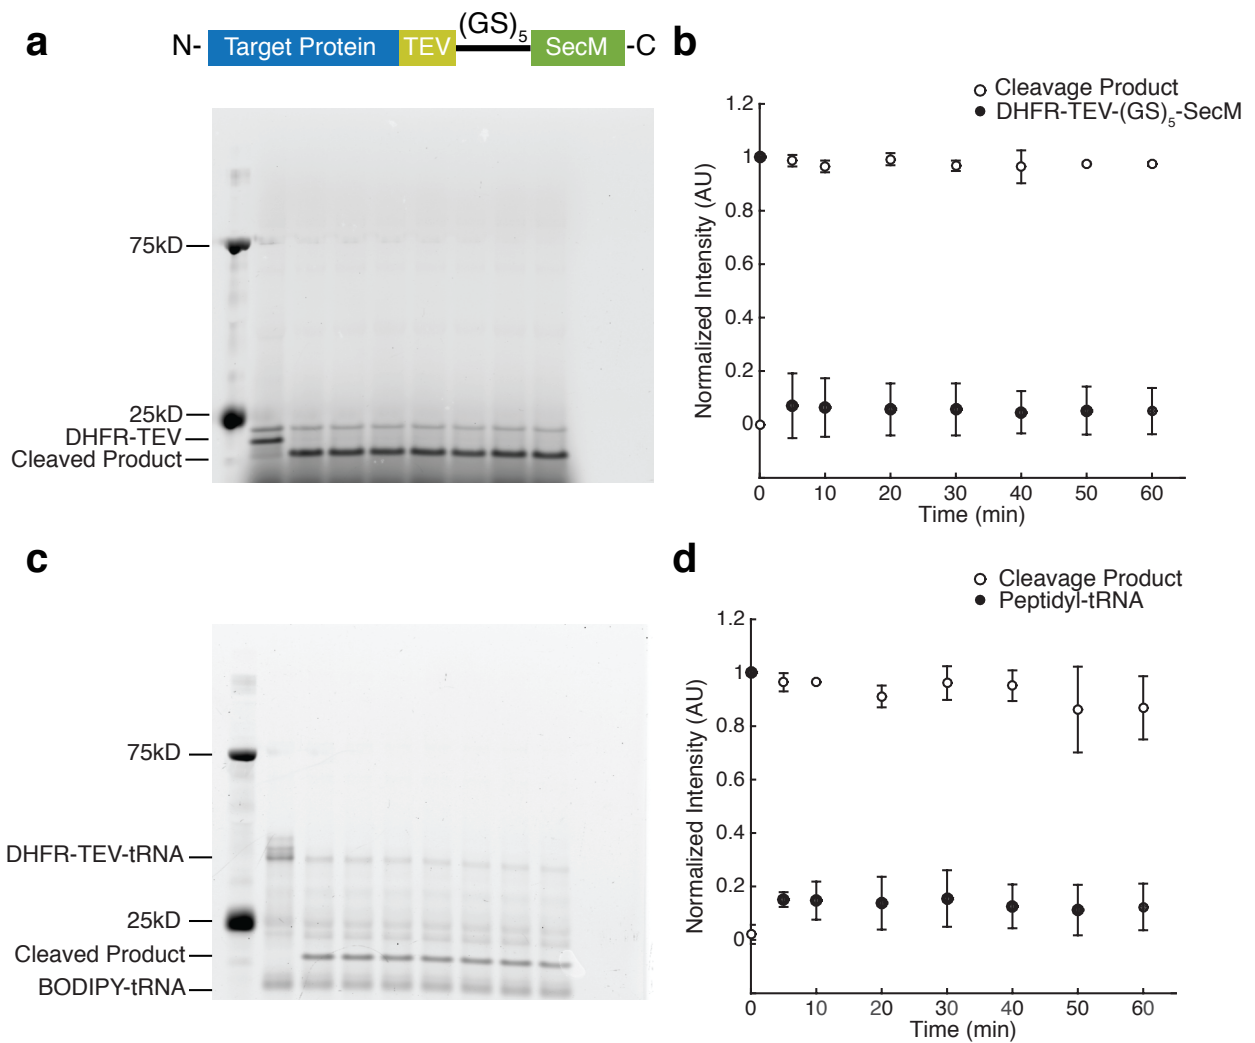 a
N- Target Protein TEV (GS)5 SecM -C
75kD
25kD
DHFR-TEV
Cleaved Product
b
Cleavage Product
DHFR-TEV-(GS)5-SecM
1.2
1
0.8
0.6
0.4
0.2
0
Normalized Intensity (AU)
0 10 20 30 40 50 60
Time (min)
c
75kD
DHFR-TEV-tRNA
25kD
Cleaved Product
BODIPY-tRNA
d
Cleavage Product
Peptidyl-tRNA
1.2
1
0.8
0.6
0.4
0.2
0
Normalized Intensity (AU)
0 10 20 30 40 50 60
Time (min)